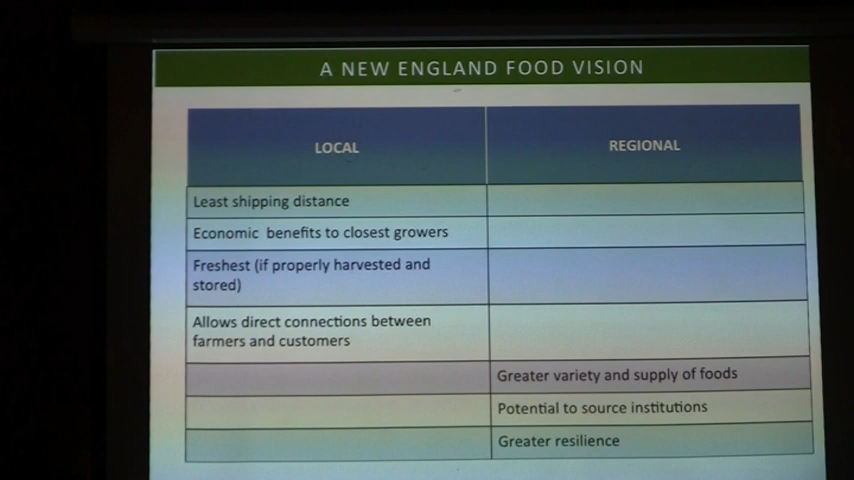 A NEW ENGLAND FOOD VISION
LOCAL
REGIONAL
Least shipping distance
Economic benefits to closest growers
Freshest (if properly harvested and
stored)
Allows direct connections between
farmers and customers
Greater variety and supply of foods
Potential to source institutions
Greater resilience